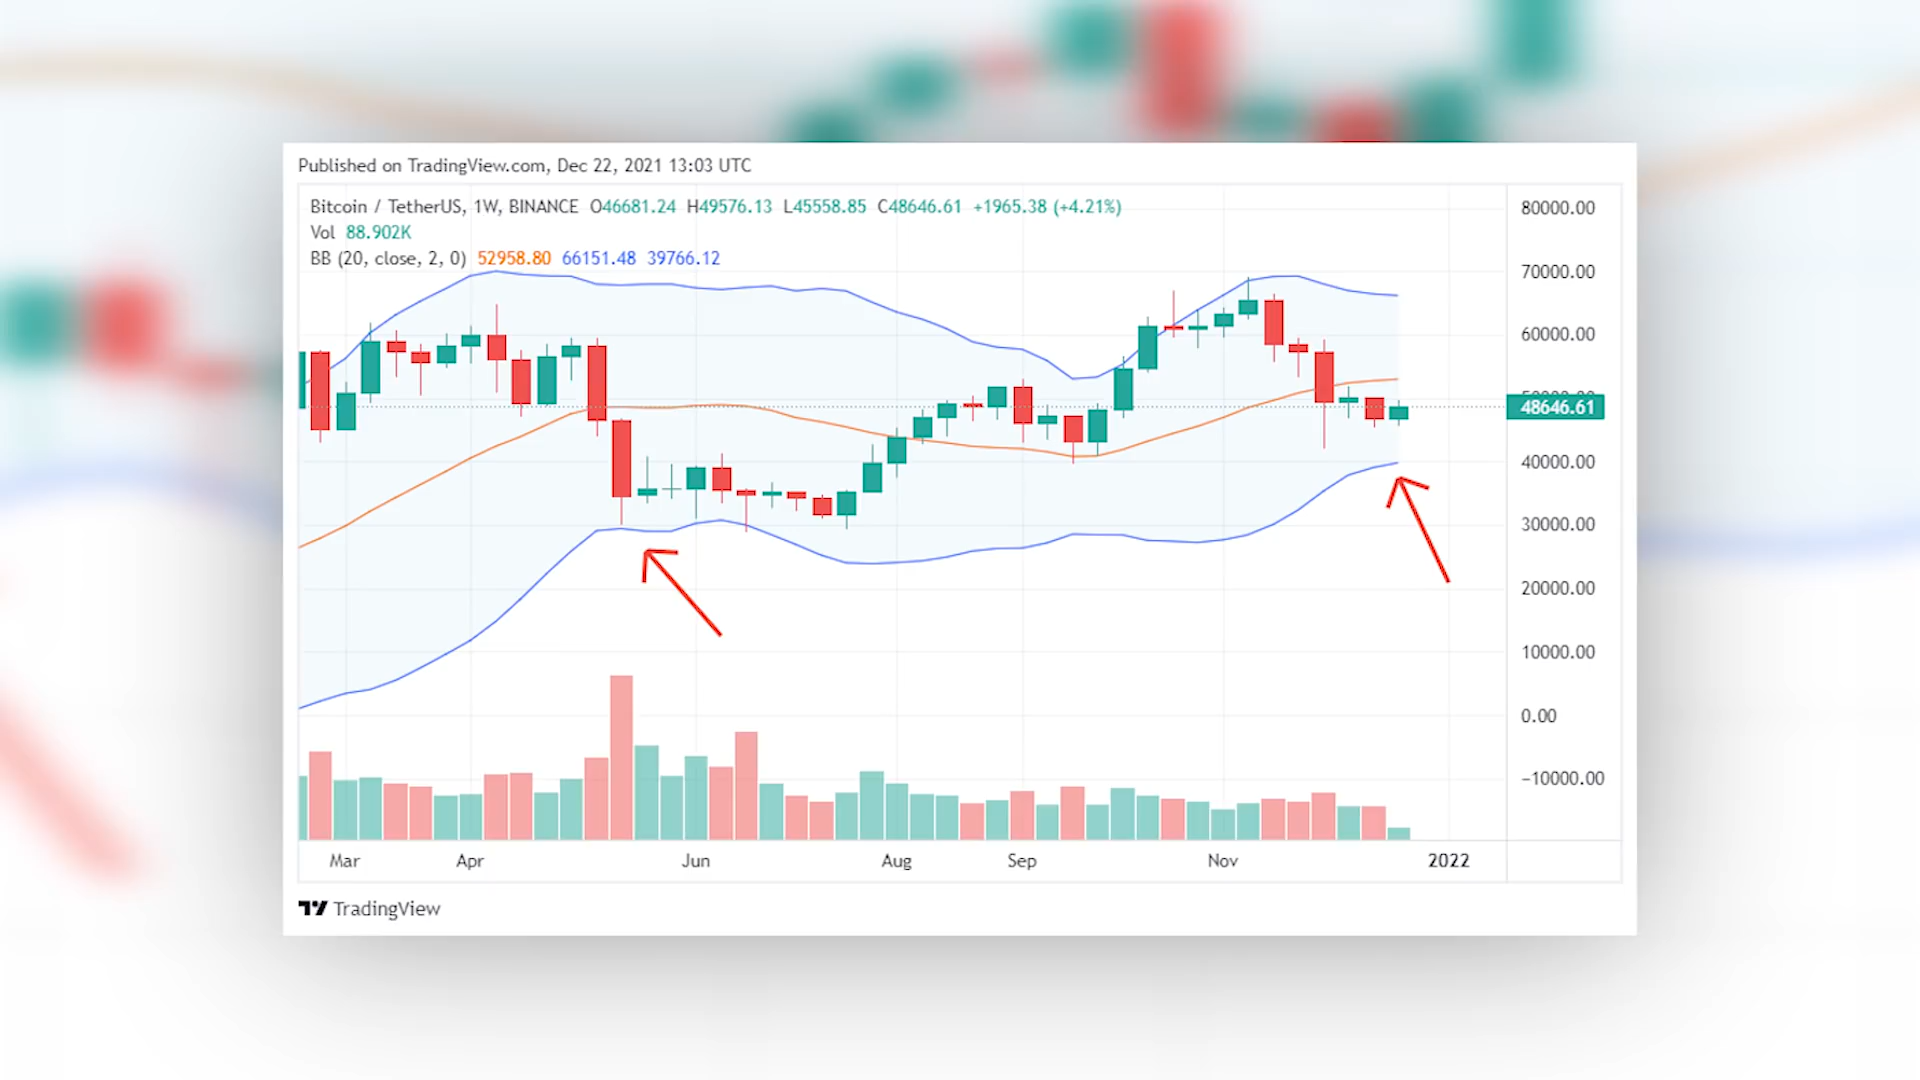 Published on TradingView.com, Dec 22, 2021 13:03 UTC
Bitcoin / TetherUS, 1W, BINANCE O46681.24 H49576.13 L45558.85 C48646.61 +1965.38 (+4.21%)
Vol 88.902K
BB (20, close, 2, 0) 52958.80 66151.48 39766.12
80000.00
70000.00
60000.00
48646.61
40000.00
30000.00
20000.00
10000.00
0.00
−10000.00
Mar Apr Jun Aug Sep Nov 2022
TradingView